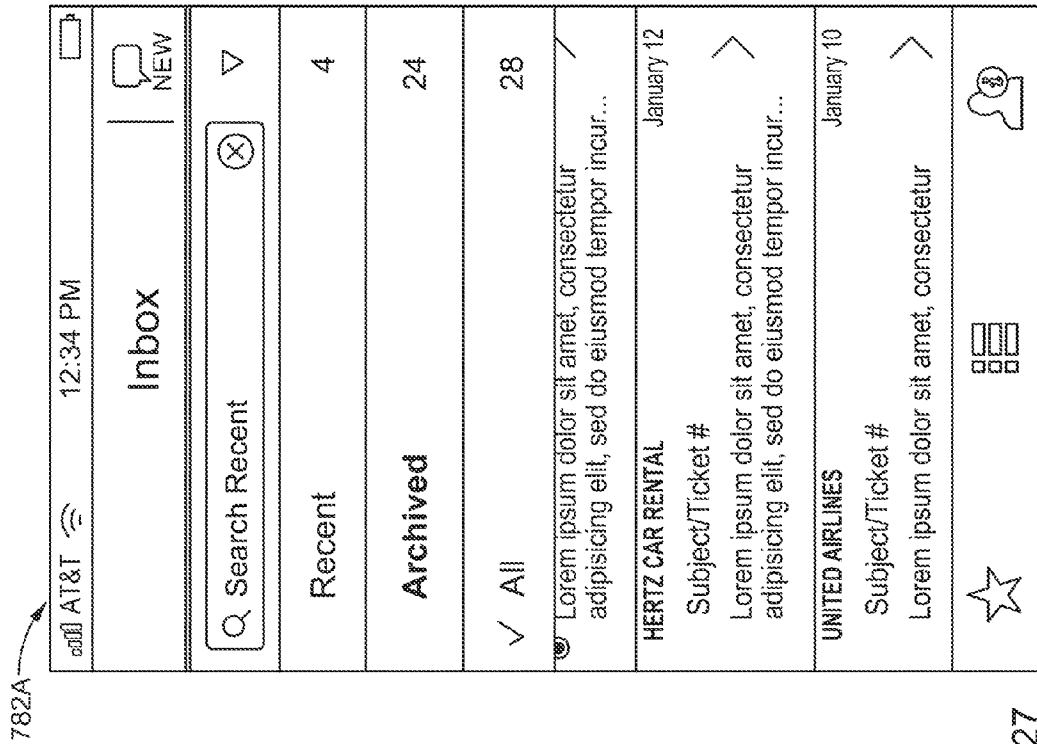 782A
AT&T 12:34 PM
Inbox
NEW
Search Recent
Recent 4
Archived 24
✓ All 28
Lorem ipsum dolor sit amet, consectetur
adipisicing elit, sed do eiusmod tempor incur...
HERTZ CAR RENTAL January 12
Subject/Ticket #
Lorem ipsum dolor sit amet, consectetur
adipisicing elit, sed do eiusmod tempor incur...
UNITED AIRLINES January 10
Subject/Ticket #
Lorem ipsum dolor sit amet, consectetur
27